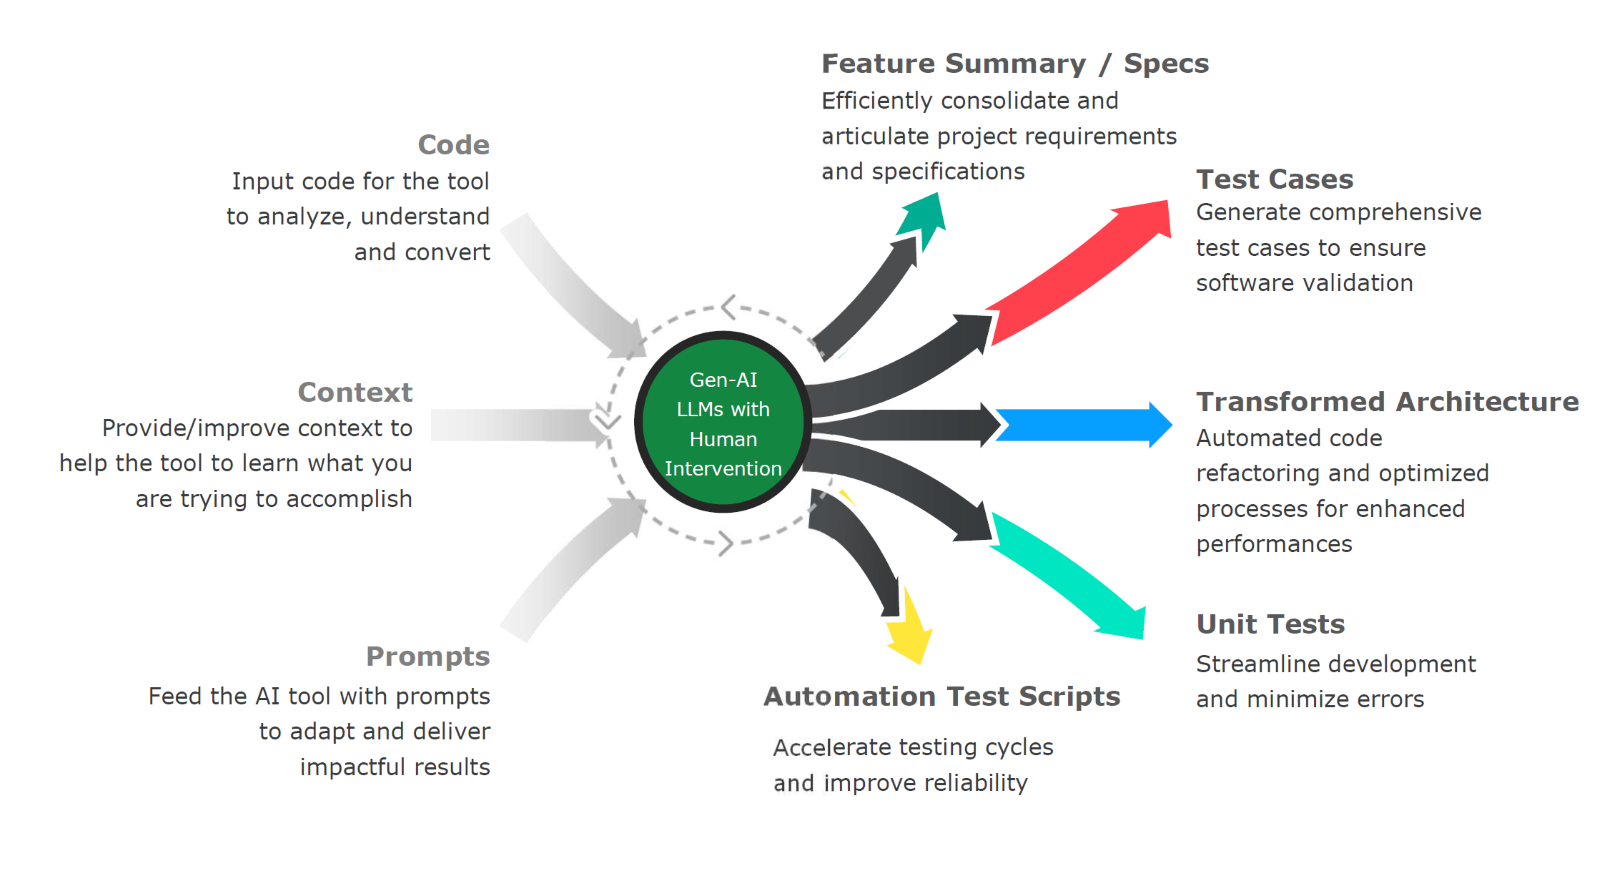 Code
Input code for the tool
to analyze, understand
and convert
Context
Provide/improve context to
help the tool to learn what you
are trying to accomplish
Prompts
Feed the AI tool with prompts
to adapt and deliver
impactful results
Gen-AI
LLMs with
Human
Intervention
Feature Summary / Specs
Efficiently consolidate and
articulate project requirements
and specifications
Test Cases
Generate comprehensive
test cases to ensure
software validation
Transformed Architecture
Automated code
refactoring and optimized
processes for enhanced
performances
Unit Tests
Streamline development
and minimize errors
Automation Test Scripts
Accelerate testing cycles
and improve reliability